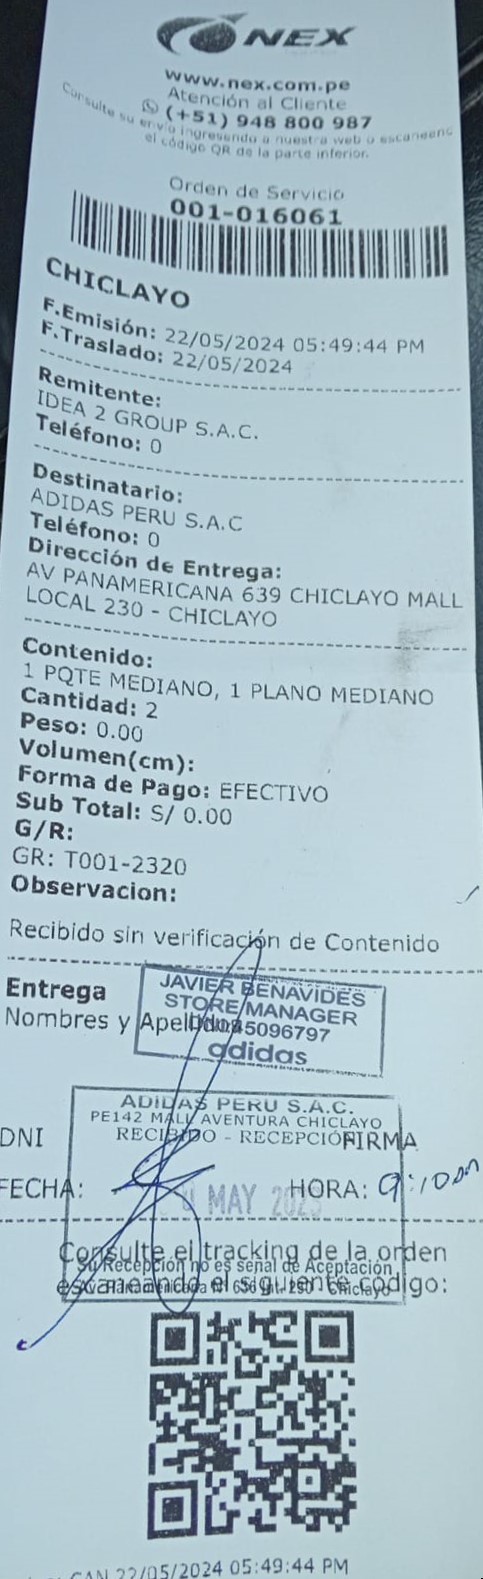 NEX
www.nex.com.pe
Atención al Cliente
(+51) 948 800 987
Consulte su envío ingresando a nuestra web o escaneenc
el código QR de la parte inferior.
Orden de Servicio
001-016061
CHICLAYO
F.Emisión: 22/05/2024 05:49:44 PM
F.Traslado: 22/05/2024
Remitente:
IDEA 2 GROUP S.A.C.
Teléfono: 0
Destinatario:
ADIDAS PERU S.A.C
Teléfono: 0
Dirección de Entrega:
AV PANAMERICANA 639 CHICLAYO MALL
LOCAL 230 - CHICLAYO
Contenido:
1 PQTE MEDIANO, 1 PLANO MEDIANO
Cantidad: 2
Peso: 0.00
Volumen(cm):
Forma de Pago: EFECTIVO
Sub Total: S/ 0.00
G/R:
GR: T001-2320
Observacion:
Recibido sin verificación de Contenido
Entrega
JAVIER BENAVIDES
STORE MANAGER
Nombres y Apellidos
45096797
adidas
ADIDAS PERU S.A.C.
PE142 MALL AVENTURA CHICLAYO
RECIBIDO - RECEPCIÓN
DNI
FIRMA
FECHA:
MAY
HORA: 9:10am
Consulte el tracking de la orden
Su Recepción no es señal de Aceptación
escaneando el siguiente código:
Chiclayo
22/05/2024 05:49:44 PM